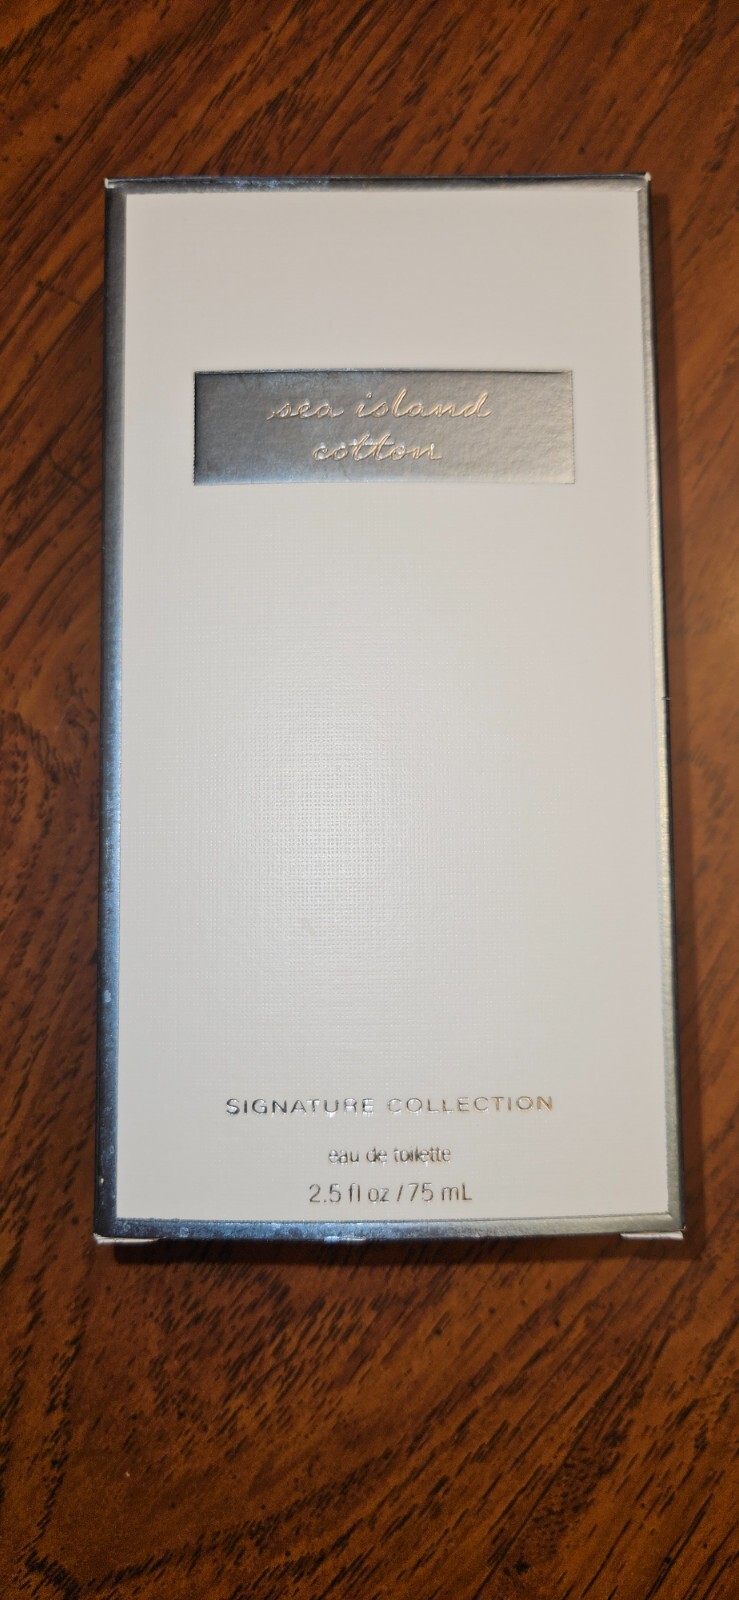 sea island
cotton
SIGNATURE COLLECTION
eau de toilette
2.5 fl oz / 75 mL